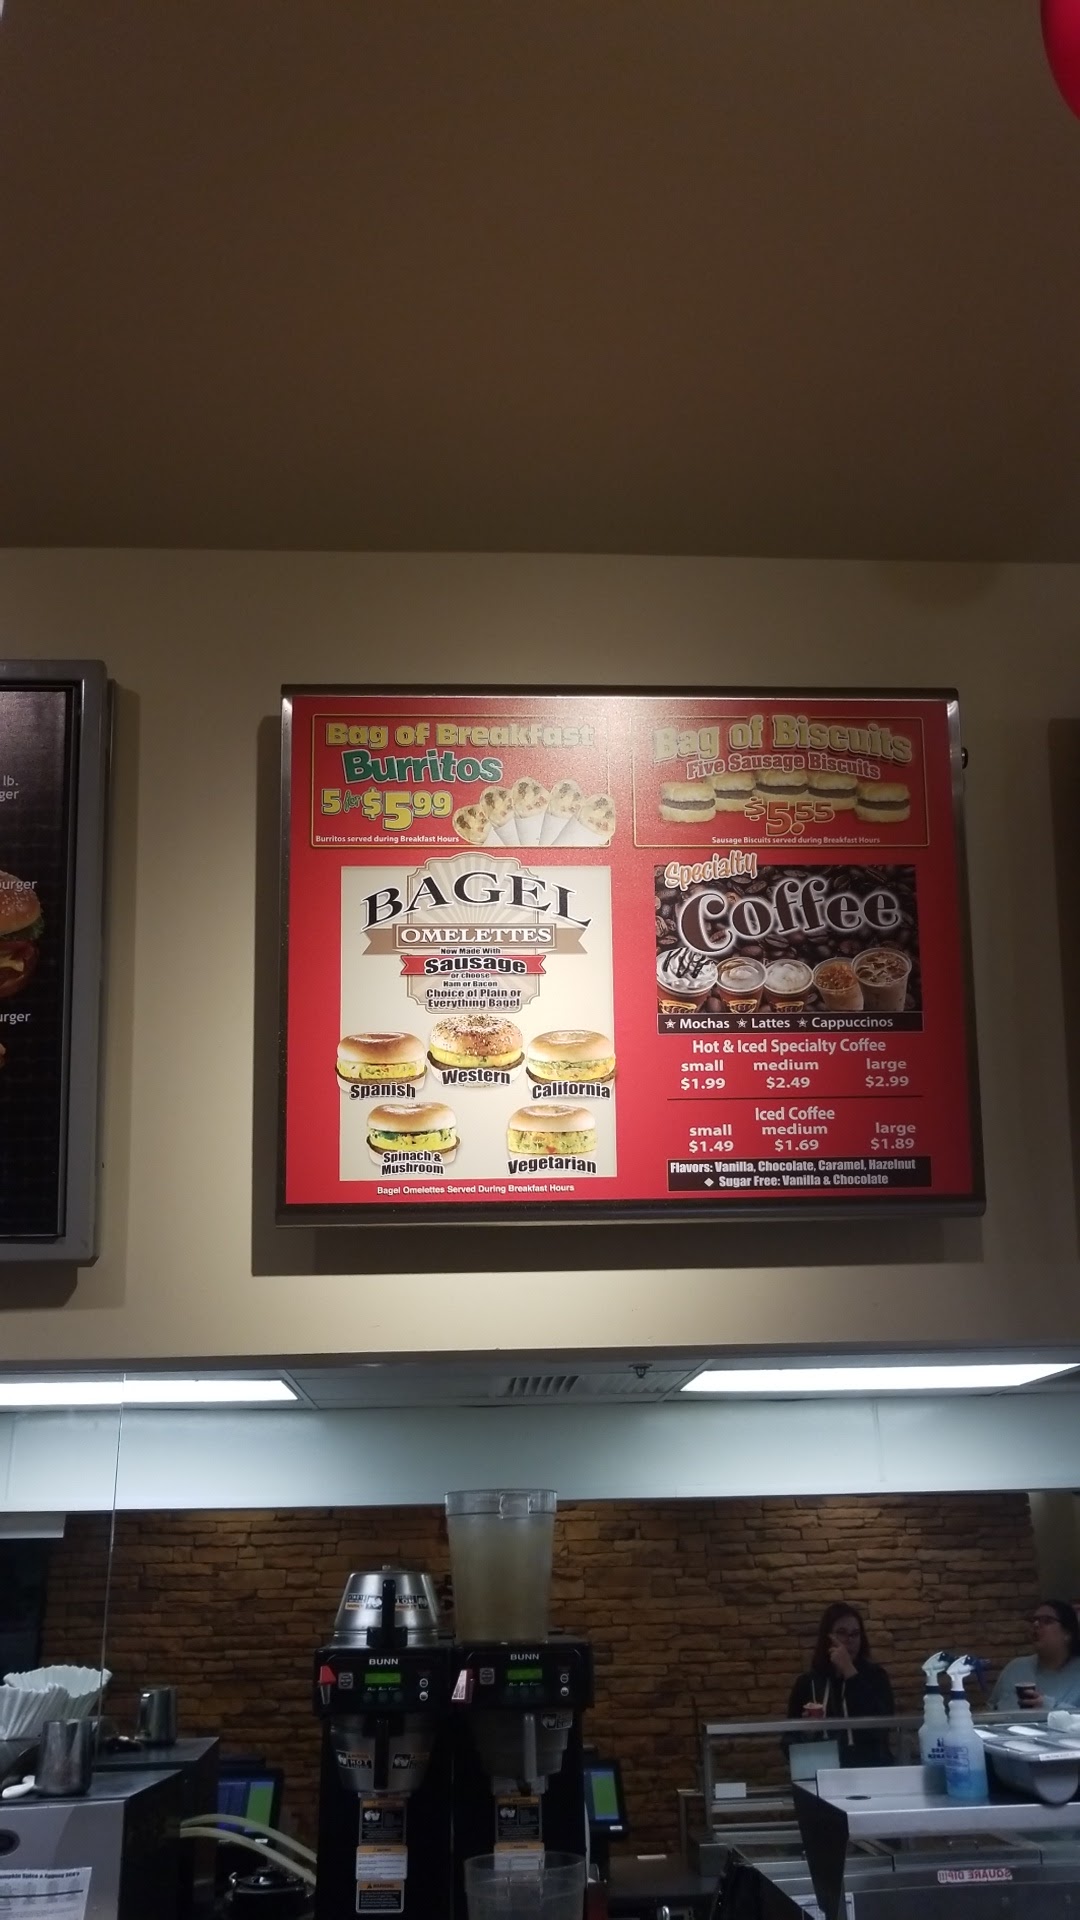 lb.
ger
urger
urger
Bag of Breakfast
Burritos
5 for $5.99
Burritos served during Breakfast Hours
Bag of Biscuits
Five Sausage Biscuits
$5.55
Sausage Biscuits served during Breakfast Hours
BAGEL
OMELETTES
Now Made With
Sausage
or choose
Ham or Bacon
Choice of Plain or
Everything Bagel
Spanish
Western
California
Spinach &
Mushroom
Vegetarian
Bagel Omelettes Served During Breakfast Hours
Specialty
Coffee
★ Mochas ★ Lattes ★ Cappuccinos
Hot & Iced Specialty Coffee
small medium large
$1.99 $2.49 $2.99
Iced Coffee
small medium large
$1.49 $1.69 $1.89
Flavors: Vanilla, Chocolate, Caramel, Hazelnut
◆ Sugar Free: Vanilla & Chocolate
BUNN
BUNN